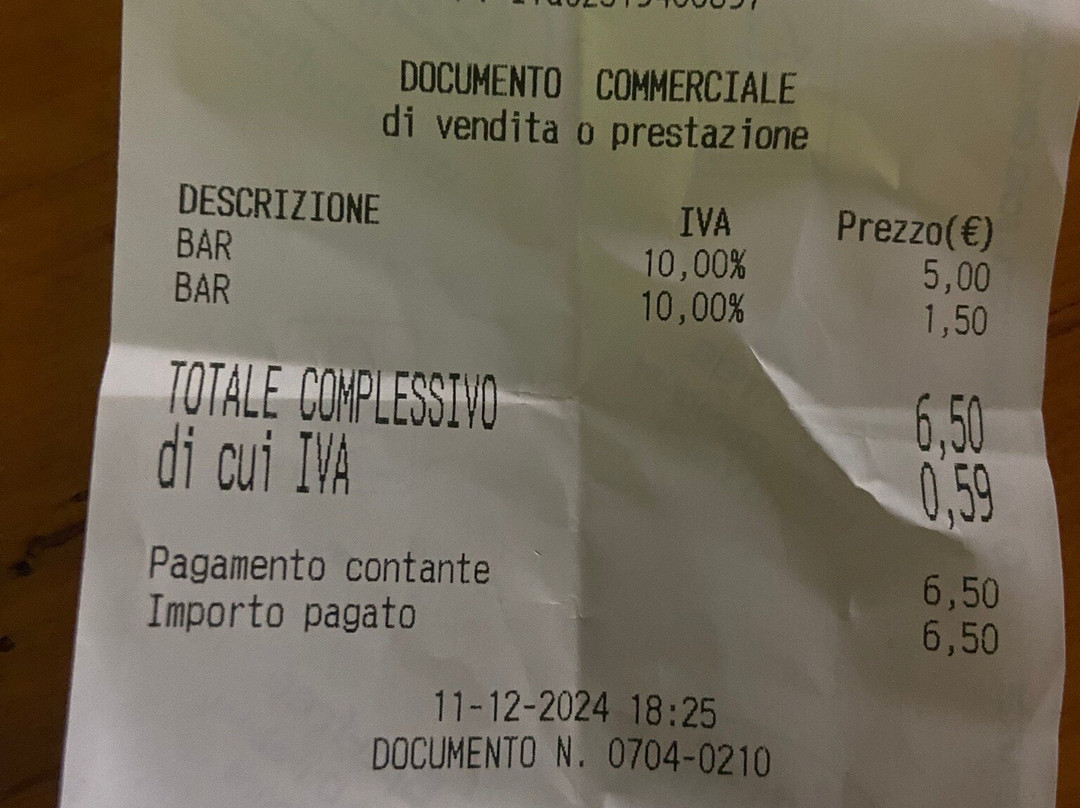 DOCUMENTO COMMERCIALE
di vendita o prestazione
DESCRIZIONE IVA Prezzo(€)
BAR 10,00% 5,00
BAR 10,00% 1,50
TOTALE COMPLESSIVO 6,50
di cui IVA 0,59
Pagamento contante 6,50
Importo pagato 6,50
11-12-2024 18:25
DOCUMENTO N. 0704-0210